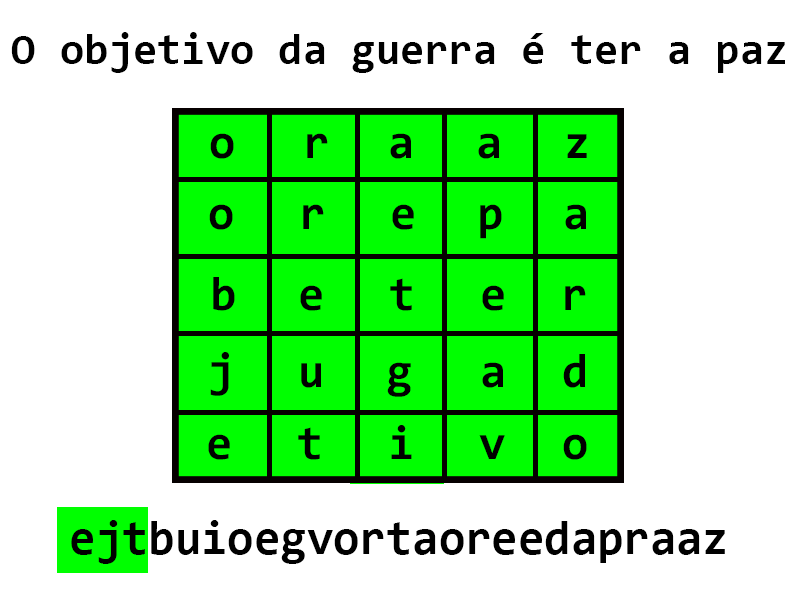 O objetivo da guerra é ter a paz
o r a a z
o r e p a
b e t e r
j u g a d
e t i v o
ejtbuioegvortaoreedapraaz